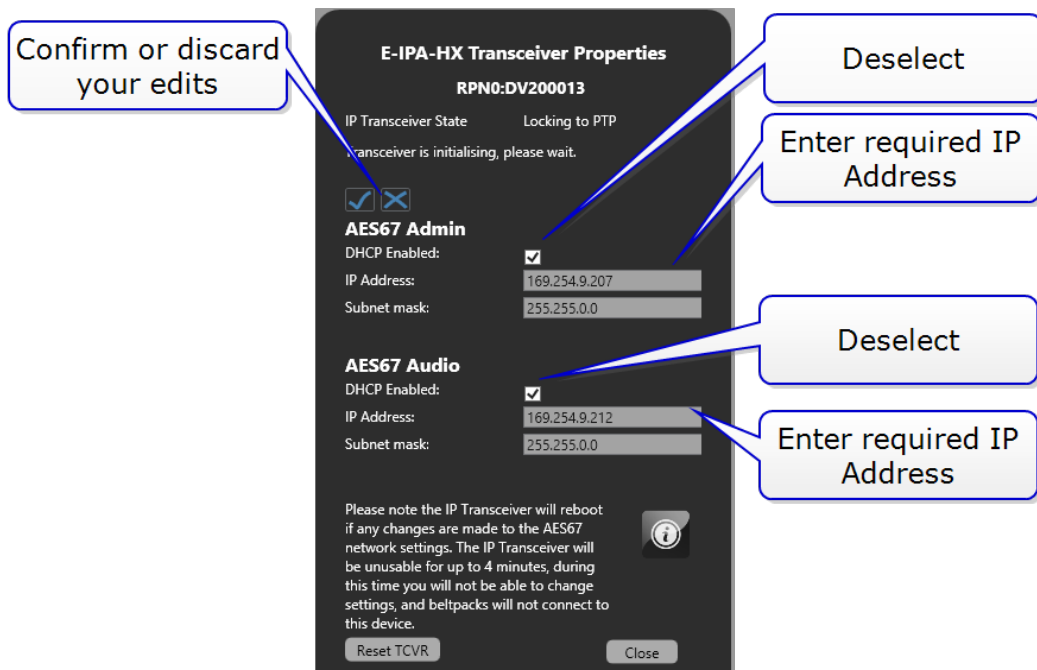 Confirm or discard
your edits
E-IPA-HX Transceiver Properties
RPN0:DV200013
IP Transceiver State Locking to PTP
Transceiver is initialising, please wait.
AES67 Admin
DHCP Enabled:
IP Address: 169.254.9.207
Subnet mask: 255.255.0.0
AES67 Audio
DHCP Enabled:
IP Address: 169.254.9.212
Subnet mask: 255.255.0.0
Please note the IP Transceiver will reboot
if any changes are made to the AES67
network settings. The IP Transceiver will
be unusable for up to 4 minutes, during
this time you will not be able to change
settings, and beltpacks will not connect to
this device.
Reset TCVR
Close
Deselect
Enter required IP
Address
Deselect
Enter required IP
Address